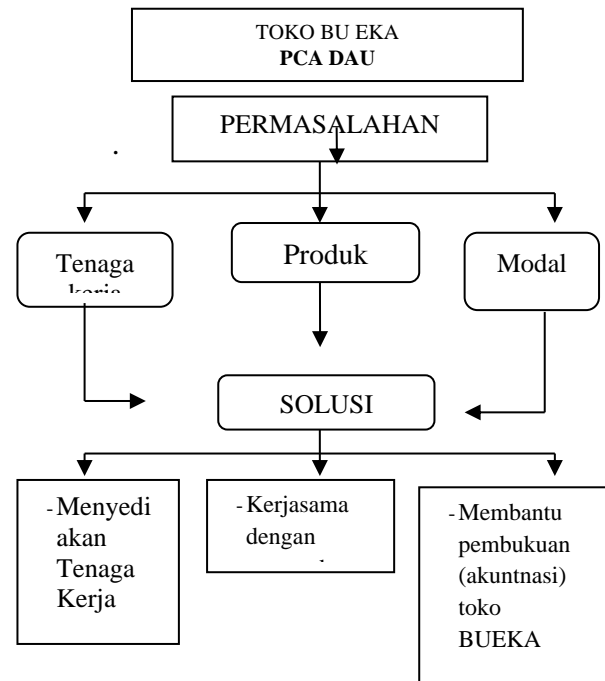 TOKO BU EKA
PCA DAU
PERMASALAHAN
.
Tenaga
kerja
Produk
Modal
SOLUSI
-Menyedi
akan
Tenaga
Kerja
-Kerjasama
dengan
-Membantu
pembukuan
(akuntnasi)
toko
BUEKA